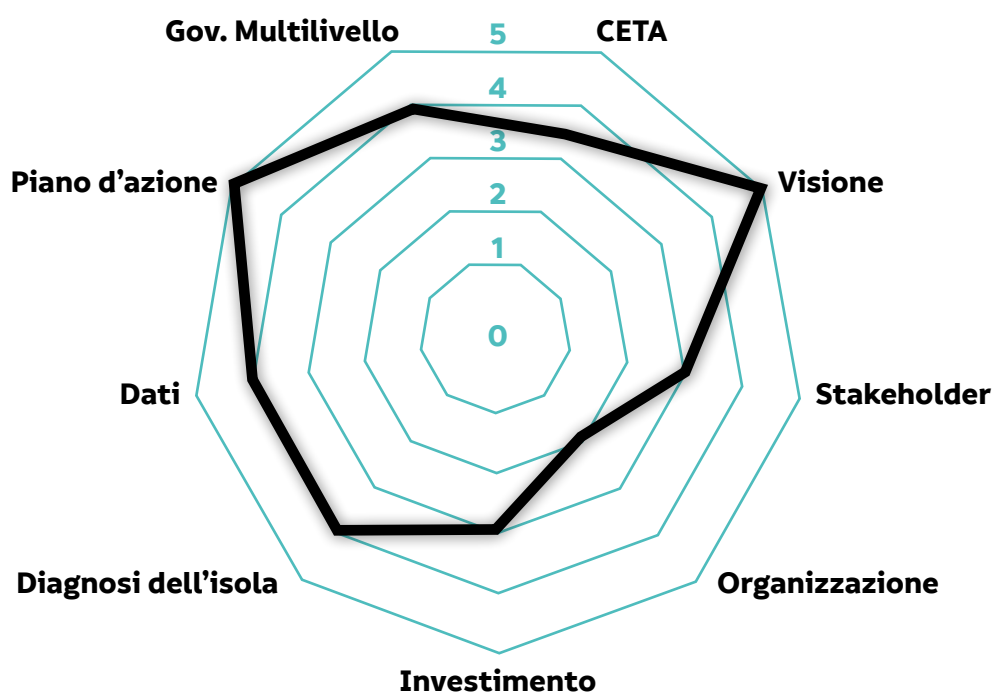 Gov. Multilivello
5
CETA
4
3
Piano d’azione
Visione
2
1
0
Dati
Stakeholder
Diagnosi dell’isola
Organizzazione
Investimento